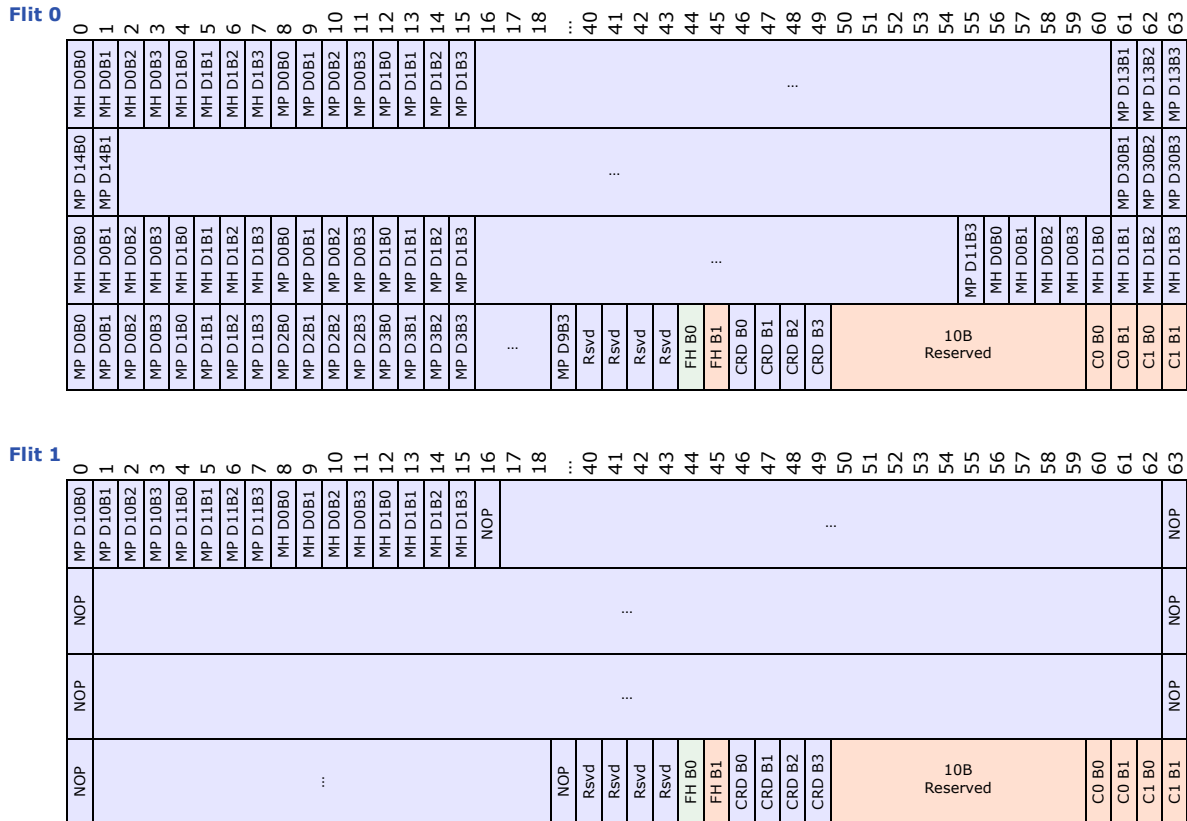 Flit 0
0 1 2 3 4 5 6 7 8 9 10 11 12 13 14 15 16 17 18 ... 40 41 42 43 44 45 46 47 48 49 50 51 52 53 54 55 56 57 58 59 60 61 62 63
MH D0B0 MH D0B1 MH D0B2 MH D0B3 MH D1B0 MH D1B1 MH D1B2 MH D1B3 MP D0B0 MP D0B1 MP D0B2 MP D0B3 MP D1B0 MP D1B1 MP D1B2 MP D1B3 ... MP D13B1 MP D13B2 MP D13B3
MP D14B0 MP D14B1 ... MP D30B1 MP D30B2 MP D30B3
MH D0B0 MH D0B1 MH D0B2 MH D0B3 MH D1B0 MH D1B1 MH D1B2 MH D1B3 MP D0B0 MP D0B1 MP D0B2 MP D0B3 MP D1B0 MP D1B1 MP D1B2 MP D1B3 ... MP D11B3 MH D0B0 MH D0B1 MH D0B2 MH D0B3 MH D1B0 MH D1B1 MH D1B2 MH D1B3
MP D0B0 MP D0B1 MP D0B2 MP D0B3 MP D1B0 MP D1B1 MP D1B2 MP D1B3 MP D2B0 MP D2B1 MP D2B2 MP D2B3 MP D3B0 MP D3B1 MP D3B2 MP D3B3 ... MP D9B3 Rsvd Rsvd Rsvd Rsvd FH B0 FH B1 CRD B0 CRD B1 CRD B2 CRD B3 10B Reserved C0 B0 C0 B1 C1 B0 C1 B1
Flit 1
0 1 2 3 4 5 6 7 8 9 10 11 12 13 14 15 16 17 18 ... 40 41 42 43 44 45 46 47 48 49 50 51 52 53 54 55 56 57 58 59 60 61 62 63
MP D10B0 MP D10B1 MP D10B2 MP D10B3 MP D11B0 MP D11B1 MP D11B2 MP D11B3 MH D0B0 MH D0B1 MH D0B2 MH D0B3 MH D1B0 MH D1B1 MH D1B2 MH D1B3 NOP ... NOP
NOP ... NOP
NOP ... NOP
NOP ... NOP Rsvd Rsvd Rsvd Rsvd FH B0 FH B1 CRD B0 CRD B1 CRD B2 CRD B3 10B Reserved C0 B0 C0 B1 C1 B0 C1 B1